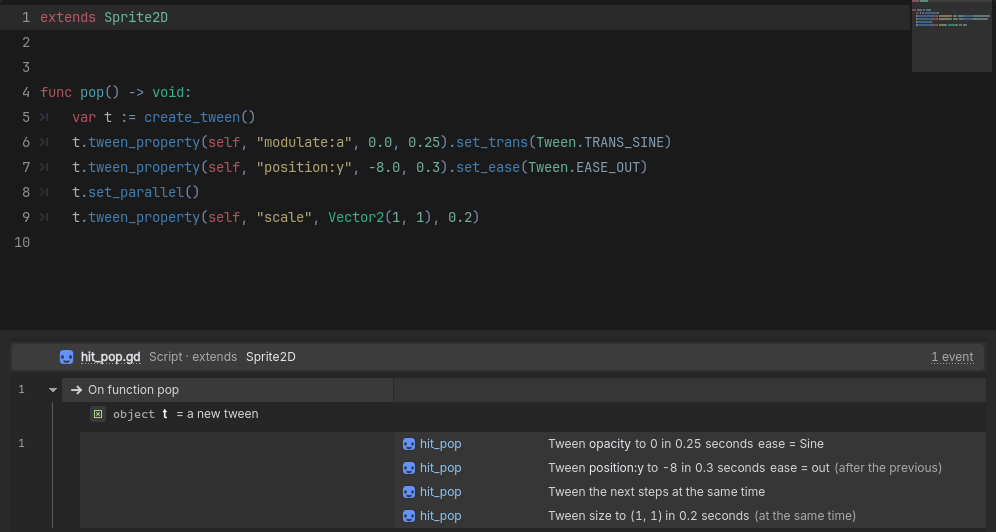 1 extends Sprite2D
2
3
4 func pop() -> void:
5 var t := create_tween()
6 t.tween_property(self, "modulate:a", 0.0, 0.25).set_trans(Tween.TRANS_SINE)
7 t.tween_property(self, "position:y", -8.0, 0.3).set_ease(Tween.EASE_OUT)
8 t.set_parallel()
9 t.tween_property(self, "scale", Vector2(1, 1), 0.2)
10
hit_pop.gd Script · extends Sprite2D 1 event
1 → On function pop
object t = a new tween
1 hit_pop Tween opacity to 0 in 0.25 seconds ease = Sine
hit_pop Tween position:y to -8 in 0.3 seconds ease = out (after the previous)
hit_pop Tween the next steps at the same time
hit_pop Tween size to (1, 1) in 0.2 seconds (at the same time)